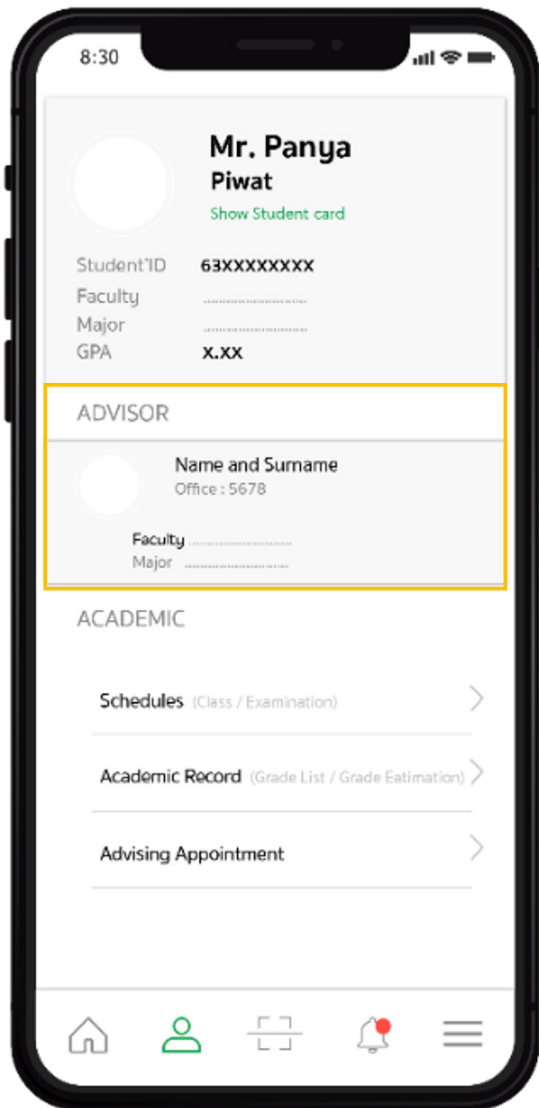 8:30
Mr. Panya
Piwat
Show Student card
Student'ID 63XXXXXXXX
Faculty ........................................
Major ........................................
GPA X.XX
ADVISOR
Name and Surname
Office : 5678
Faculty ........................................
Major ........................................
ACADEMIC
Schedules (Class / Examination)
Academic Record (Grade List / Grade Eatimation)
Advising Appointment